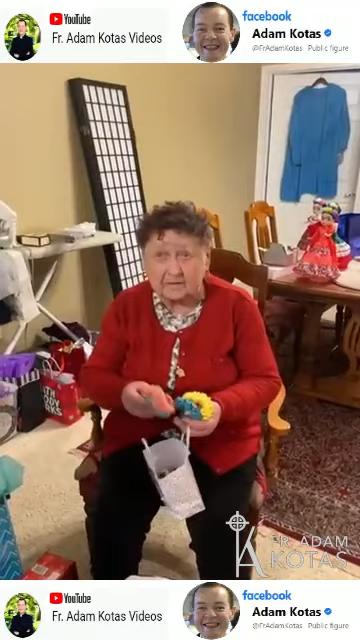 YouTube
Fr. Adam Kotas Videos
facebook
Adam Kotas
@FrAdamKotas · Public figure
FR. ADAM
KOTAS
YouTube
Fr. Adam Kotas Videos
facebook
Adam Kotas
@FrAdamKotas · Public figure